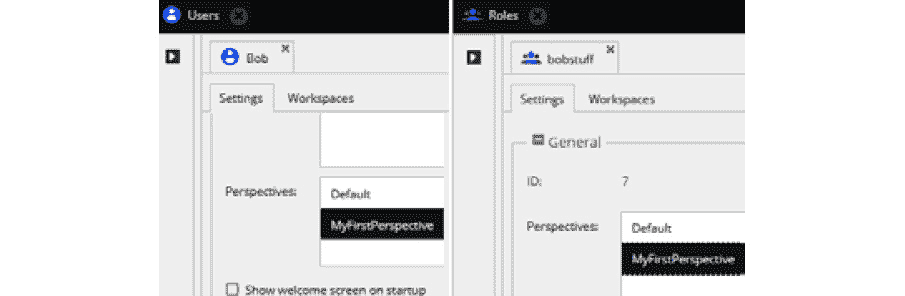 Users
Bob
Settings Workspaces
Perspectives:
Default
MyFirstPerspective
Show welcome screen on startup
Roles
bobstuff
Settings Workspaces
General
ID: 7
Perspectives:
Default
MyFirstPerspective